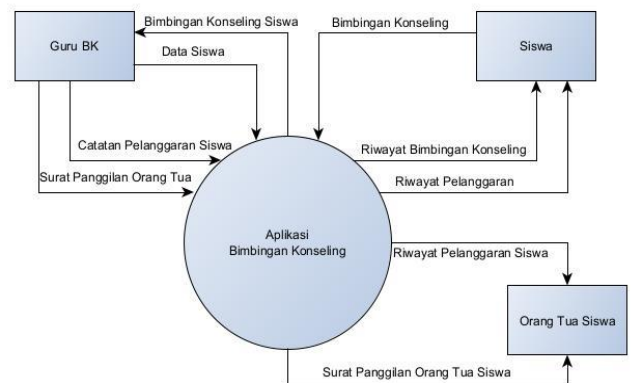 Bimbingan Konseling Siswa
Guru BK
Data Siswa
Bimbingan Konseling
Siswa
Catatan Pelanggaran Siswa
Surat Panggilan Orang Tua
Riwayat Bimbingan Konseling
Riwayat Pelanggaran
Aplikasi
Bimbingan Konseling
Riwayat Pelanggaran Siswa
Orang Tua Siswa
Surat Panggilan Orang Tua Siswa